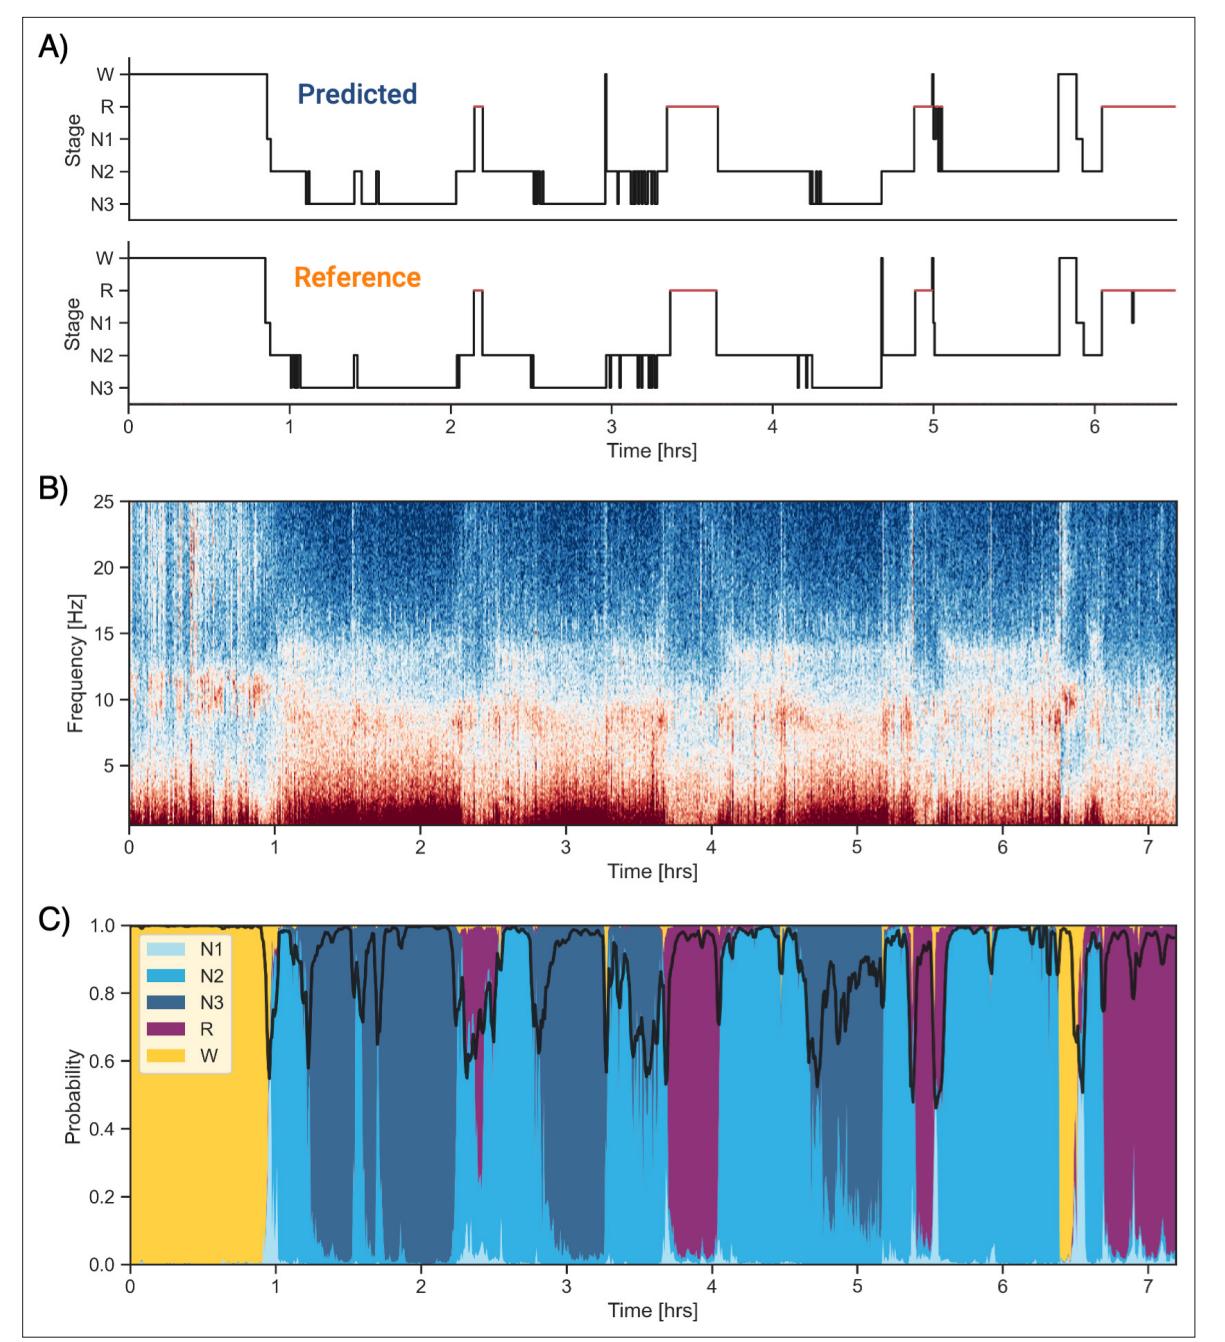 A)
W
R
N1
N2
N3
Stage
Predicted
W
R
N1
N2
N3
Stage
Reference
0 1 2 3 4 5 6
Time [hrs]
B)
25
20
15
10
5
Frequency [Hz]
0 1 2 3 4 5 6 7
Time [hrs]
C)
1.0
0.8
0.6
0.4
0.2
0.0
Probability
N1
N2
N3
R
W
0 1 2 3 4 5 6 7
Time [hrs]